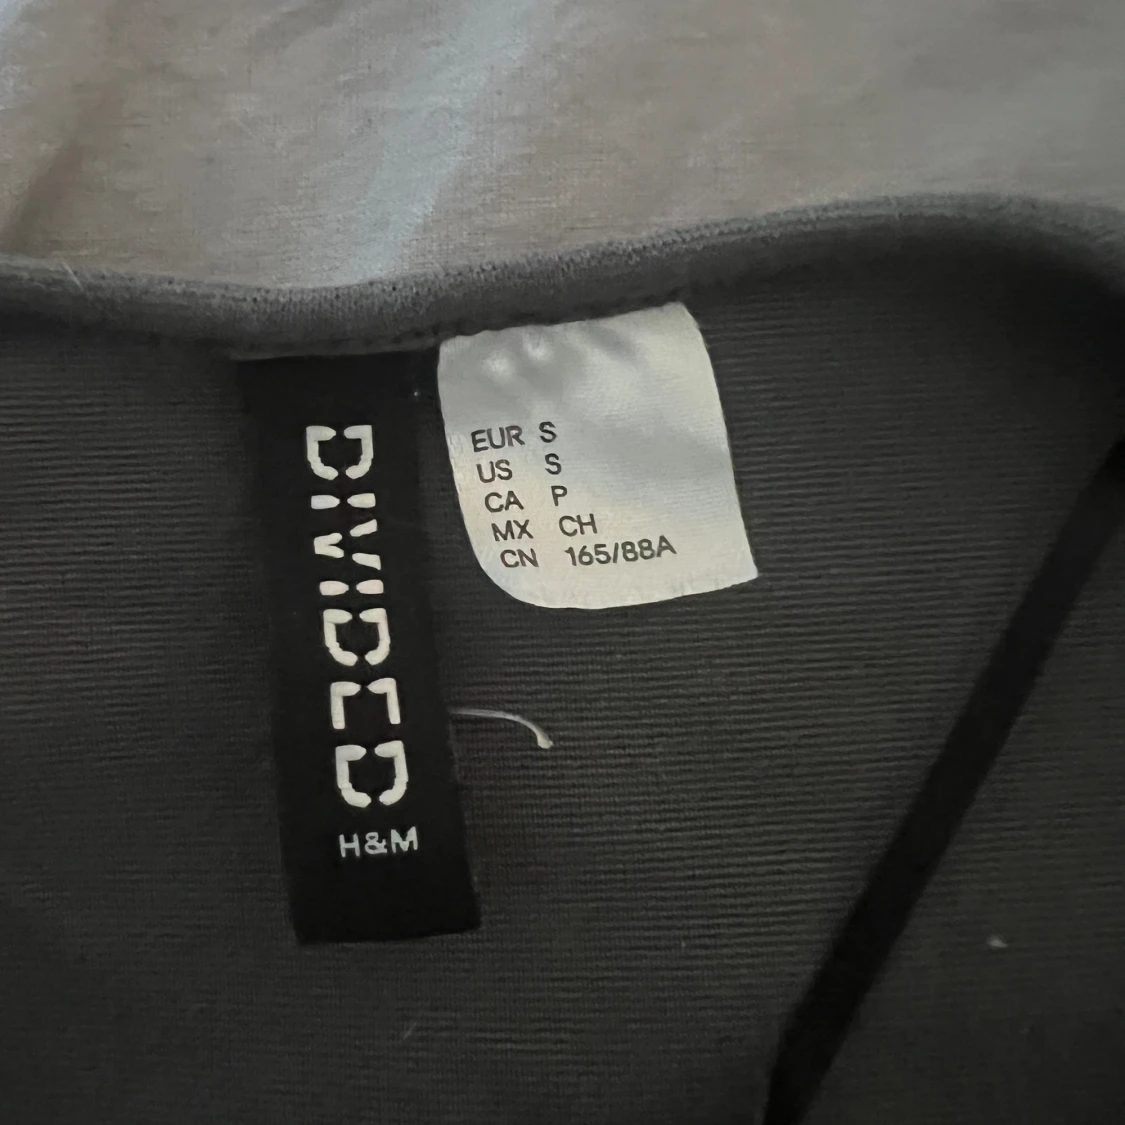 DIVIDED
H&M
EUR S
US S
CA P
MX CH
CN 165/88A